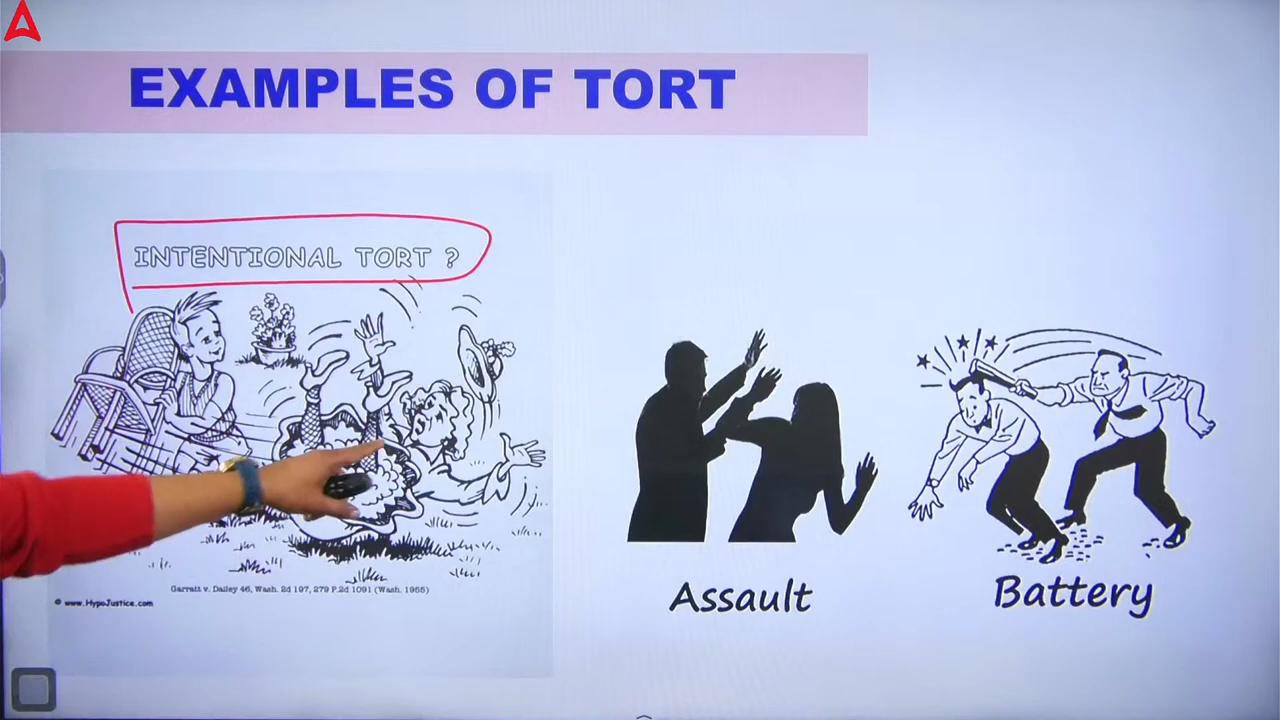 EXAMPLES OF TORT
INTENTIONAL TORT ?
Garratt v. Dailey 46, Wash. 2d 197, 279 P.2d 1091 (Wash. 1955)
© www.HypoJustice.com
Assault
Battery